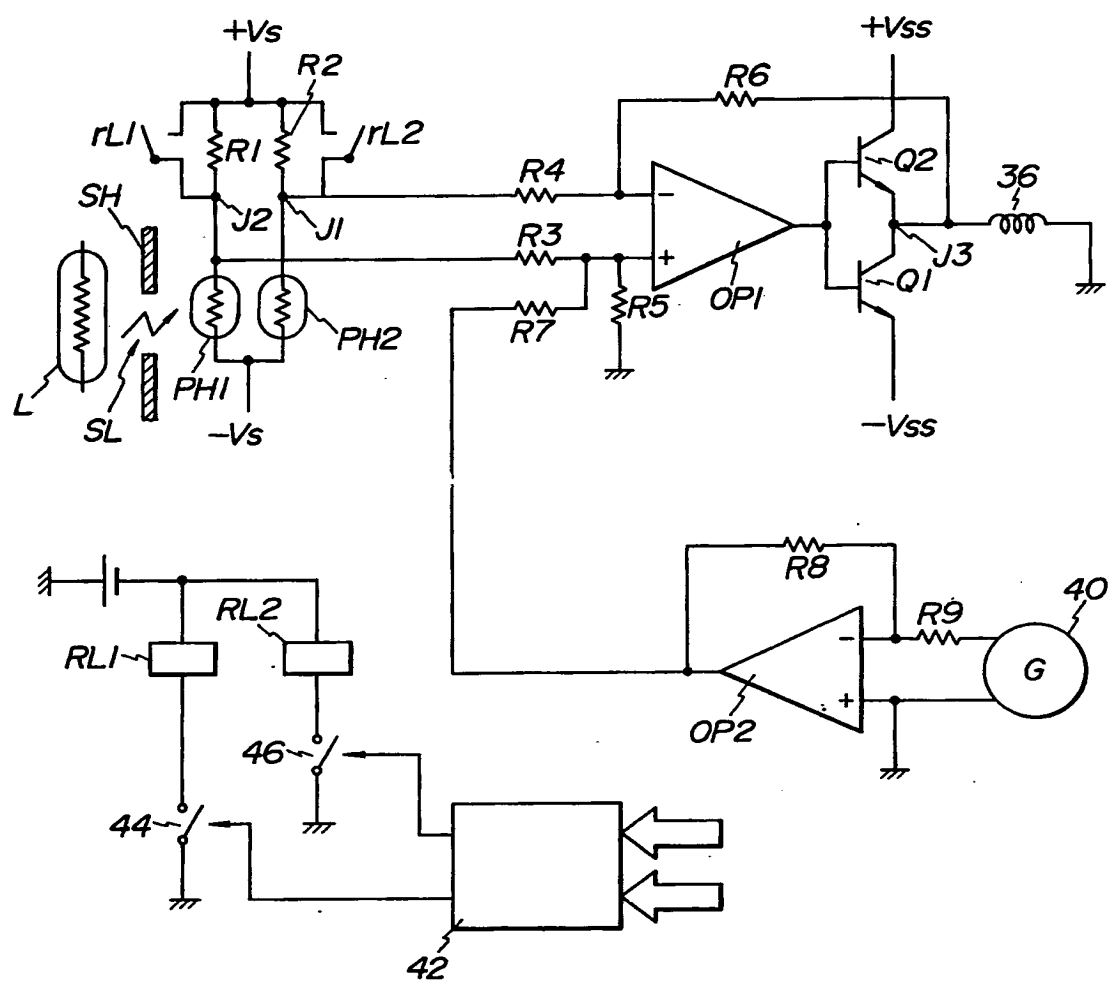 +Vs
+Vss
R2
R6
rL1
R1
rL2
Q2
R4
36
SH
J2
J1
−
R3
+
J3
OP1
Q1
R5
R7
PH2
L
PH1
SL
−Vs
−Vss
R8
40
RL2
R9
RL1
−
G
+
OP2
46
44
42